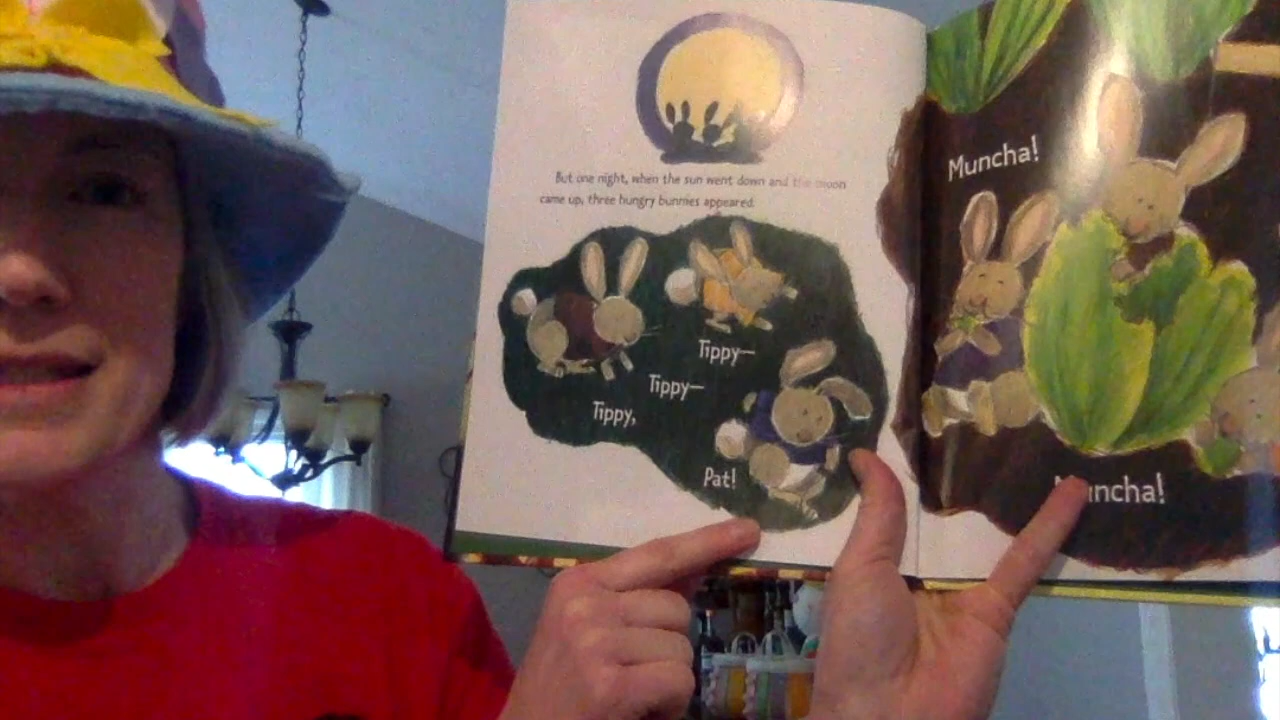 But one night, when the sun went down and the moon
came up, three hungry bunnies appeared.
Tippy—
Tippy—
Tippy,
Pat!
Muncha!
Muncha!